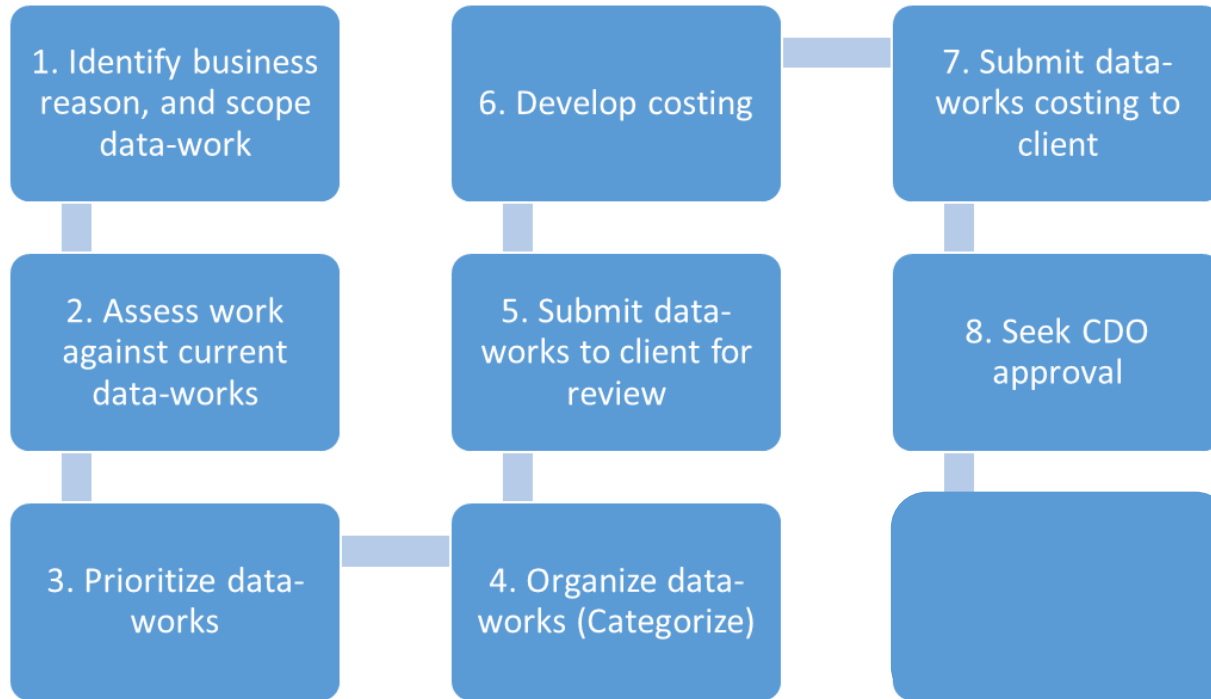 1. Identify business
reason, and scope
data-work
2. Assess work
against current
data-works
3. Prioritize data-
works
4. Organize data-
works (Categorize)
5. Submit data-
works to client for
review
6. Develop costing
7. Submit data-
works costing to
client
8. Seek CDO
approval